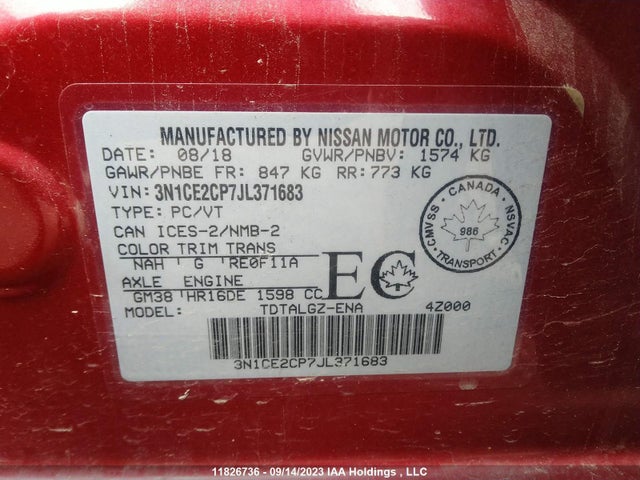 MANUFACTURED BY NISSAN MOTOR CO., LTD.
DATE: 08/18 GVWR/PNBV: 1574 KG
GAWR/PNBE FR: 847 KG RR: 773 KG
VIN: 3N1CE2CP7JL371683
TYPE: PC/VT
CAN ICES-2/NMB-2
COLOR TRIM TRANS
NAH G RE0F11A
AXLE ENGINE
GM38 HR16DE 1598 CC
MODEL: TDTALGZ-ENA 4Z000
EC
CANADA
CMVSS NSVAC
986
TRANSPORT
3N1CE2CP7JL371683
11826736 - 09/14/2023 IAA Holdings , LLC